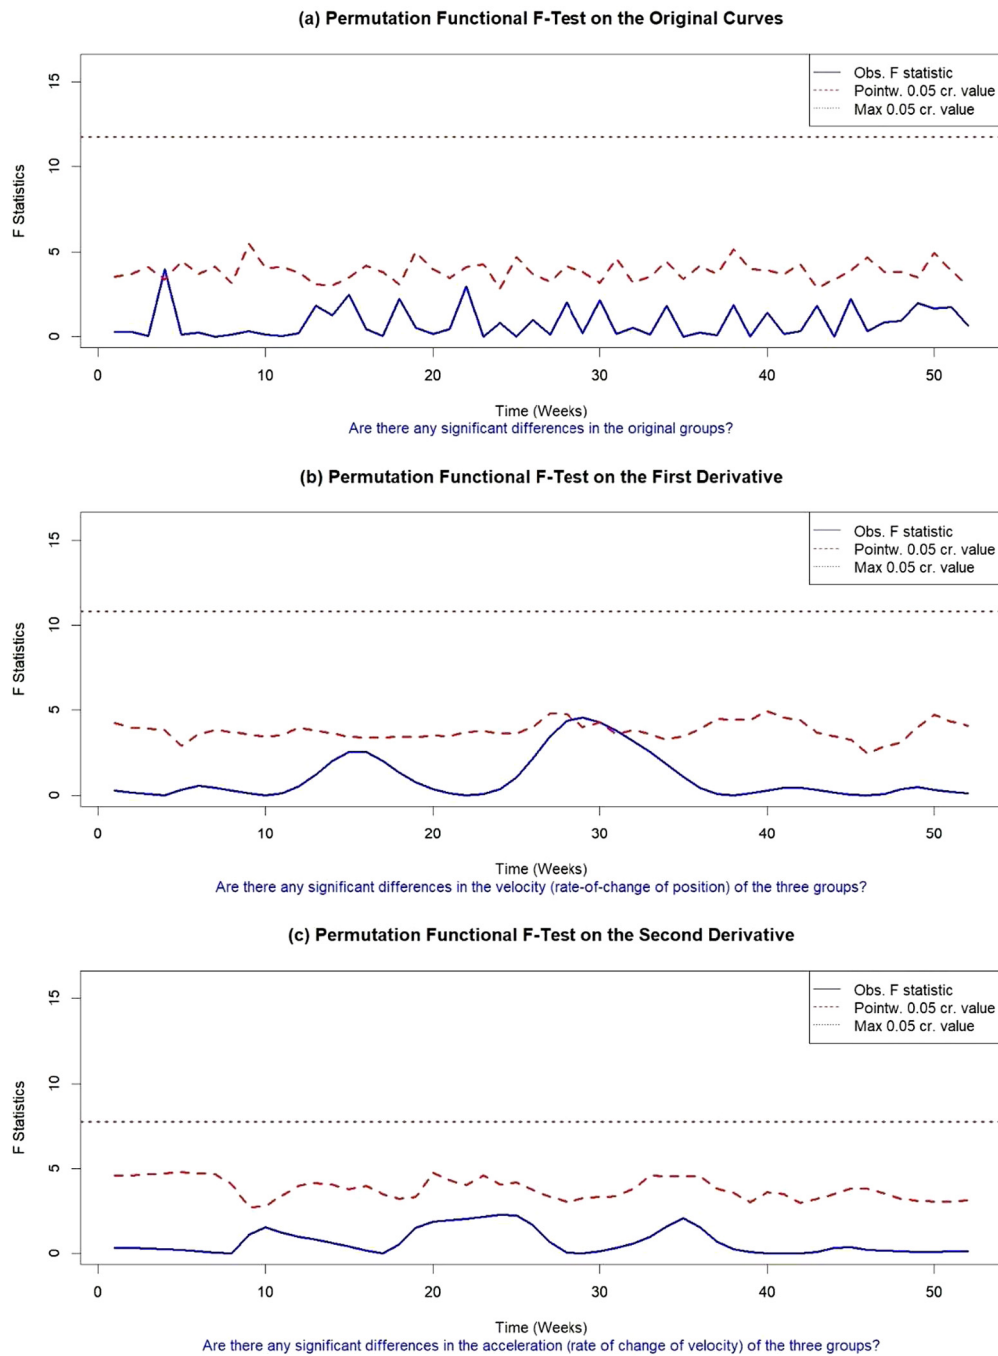 (a) Permutation Functional F-Test on the Original Curves
F Statistics
15
10
5
0
Obs. F statistic
Pointw. 0.05 cr. value
Max 0.05 cr. value
0 10 20 30 40 50
Time (Weeks)
Are there any significant differences in the original groups?
(b) Permutation Functional F-Test on the First Derivative
F Statistics
15
10
5
0
Obs. F statistic
Pointw. 0.05 cr. value
Max 0.05 cr. value
0 10 20 30 40 50
Time (Weeks)
Are there any significant differences in the velocity (rate-of-change of position) of the three groups?
(c) Permutation Functional F-Test on the Second Derivative
F Statistics
15
10
5
0
Obs. F statistic
Pointw. 0.05 cr. value
Max 0.05 cr. value
0 10 20 30 40 50
Time (Weeks)
Are there any significant differences in the acceleration (rate of change of velocity) of the three groups?